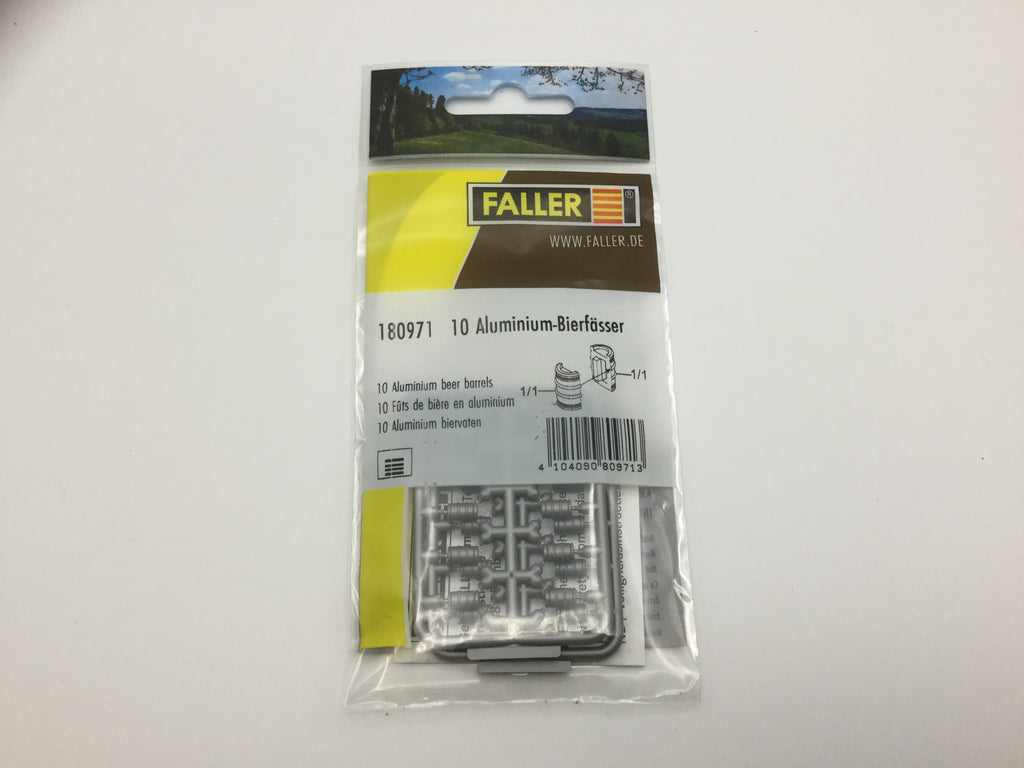 FALLER ®
WWW.FALLER.DE
180971 10 Aluminium-Bierfässer
10 Aluminium beer barrels
10 Fûts de bière en aluminium
10 Aluminium biervaten
1/1
1/1
4 104090 809713